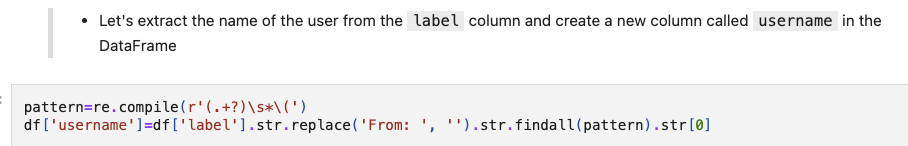 • Let's extract the name of the user from the label column and create a new column called username in the
DataFrame
pattern=re.compile(r'(.+?)\s*\(')
df['username']=df['label'].str.replace('From: ', '').str.findall(pattern).str[0]